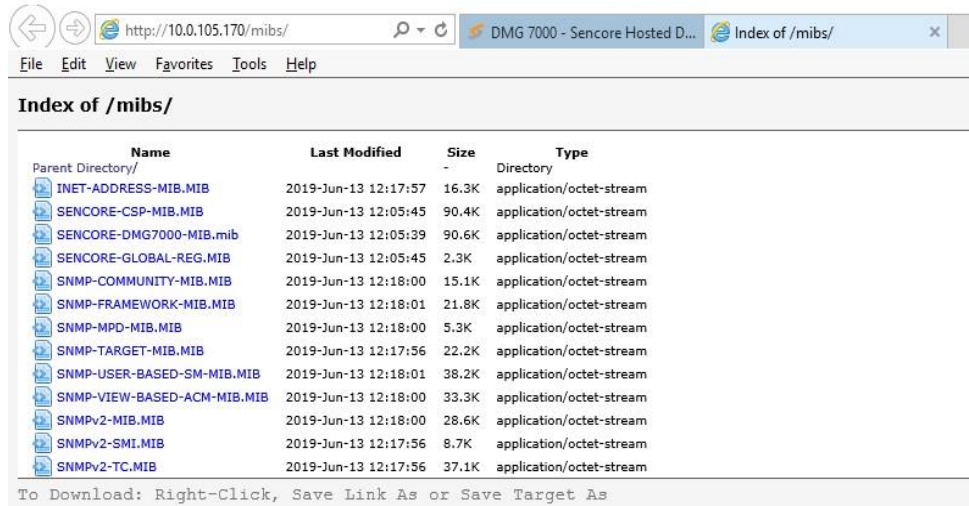 http://10.0.105.170/mibs/ DMG 7000 - Sencore Hosted D... Index of /mibs/
File Edit View Favorites Tools Help
Index of /mibs/
Name Last Modified Size Type
Parent Directory/ - Directory
INET-ADDRESS-MIB.MIB 2019-Jun-13 12:17:57 16.3K application/octet-stream
SENCORE-CSP-MIB.MIB 2019-Jun-13 12:05:45 90.4K application/octet-stream
SENCORE-DMG7000-MIB.mib 2019-Jun-13 12:05:39 90.6K application/octet-stream
SENCORE-GLOBAL-REG.MIB 2019-Jun-13 12:05:45 2.3K application/octet-stream
SNMP-COMMUNITY-MIB.MIB 2019-Jun-13 12:18:00 15.1K application/octet-stream
SNMP-FRAMEWORK-MIB.MIB 2019-Jun-13 12:18:01 21.8K application/octet-stream
SNMP-MPD-MIB.MIB 2019-Jun-13 12:18:00 5.3K application/octet-stream
SNMP-TARGET-MIB.MIB 2019-Jun-13 12:17:56 22.2K application/octet-stream
SNMP-USER-BASED-SM-MIB.MIB 2019-Jun-13 12:18:01 38.2K application/octet-stream
SNMP-VIEW-BASED-ACM-MIB.MIB 2019-Jun-13 12:18:00 33.3K application/octet-stream
SNMPv2-MIB.MIB 2019-Jun-13 12:18:00 28.6K application/octet-stream
SNMPv2-SMI.MIB 2019-Jun-13 12:17:56 8.7K application/octet-stream
SNMPv2-TC.MIB 2019-Jun-13 12:17:56 37.1K application/octet-stream
To Download: Right-Click, Save Link As or Save Target As